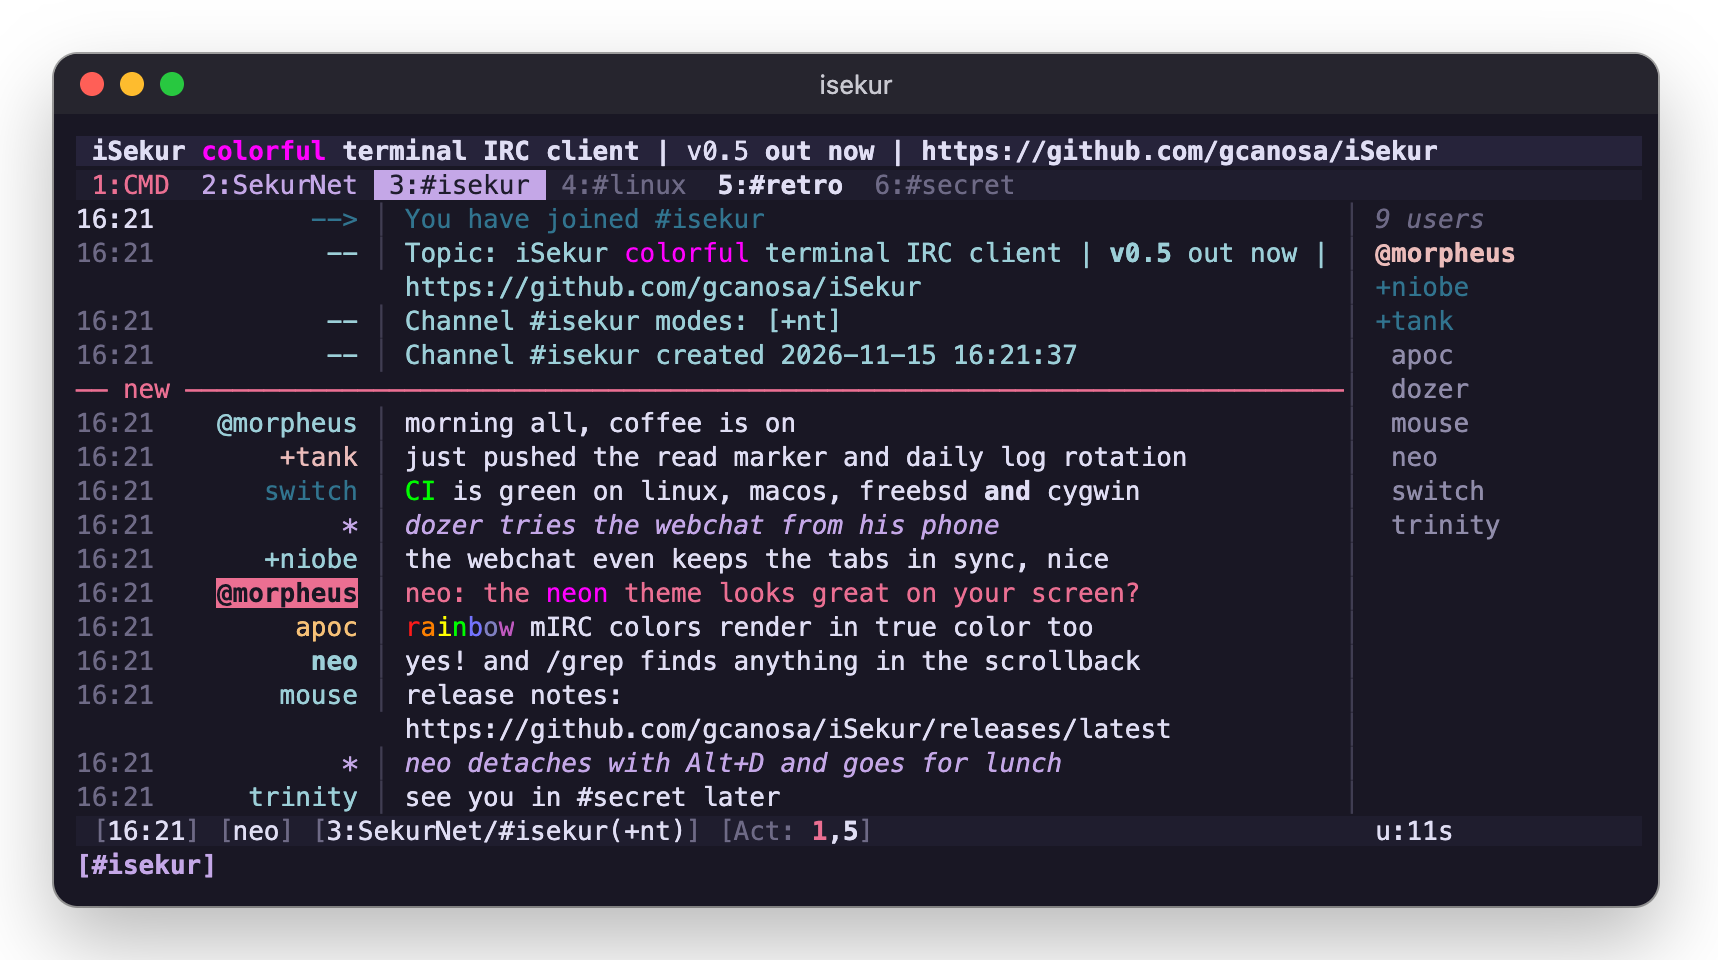 isekur
iSekur colorful terminal IRC client | v0.5 out now | https://github.com/gcanosa/iSekur
1:CMD 2:SekurNet 3:#isekur 4:#linux 5:#retro 6:#secret
16:21 --> │ You have joined #isekur │ 9 users
16:21 -- │ Topic: iSekur colorful terminal IRC client | v0.5 out now | │ @morpheus
https://github.com/gcanosa/iSekur │ +niobe
16:21 -- │ Channel #isekur modes: [+nt] │ +tank
16:21 -- │ Channel #isekur created 2026-11-15 16:21:37 │ apoc
── new ── │ dozer
16:21 @morpheus │ morning all, coffee is on │ mouse
16:21 +tank │ just pushed the read marker and daily log rotation │ neo
16:21 switch │ CI is green on linux, macos, freebsd and cygwin │ switch
16:21 * │ dozer tries the webchat from his phone │ trinity
16:21 +niobe │ the webchat even keeps the tabs in sync, nice
16:21 @morpheus │ neo: the neon theme looks great on your screen?
16:21 apoc │ rainbow mIRC colors render in true color too
16:21 neo │ yes! and /grep finds anything in the scrollback
16:21 mouse │ release notes:
https://github.com/gcanosa/iSekur/releases/latest
16:21 * │ neo detaches with Alt+D and goes for lunch
16:21 trinity │ see you in #secret later
[16:21] [neo] [3:SekurNet/#isekur(+nt)] [Act: 1,5] u:11s
[#isekur]